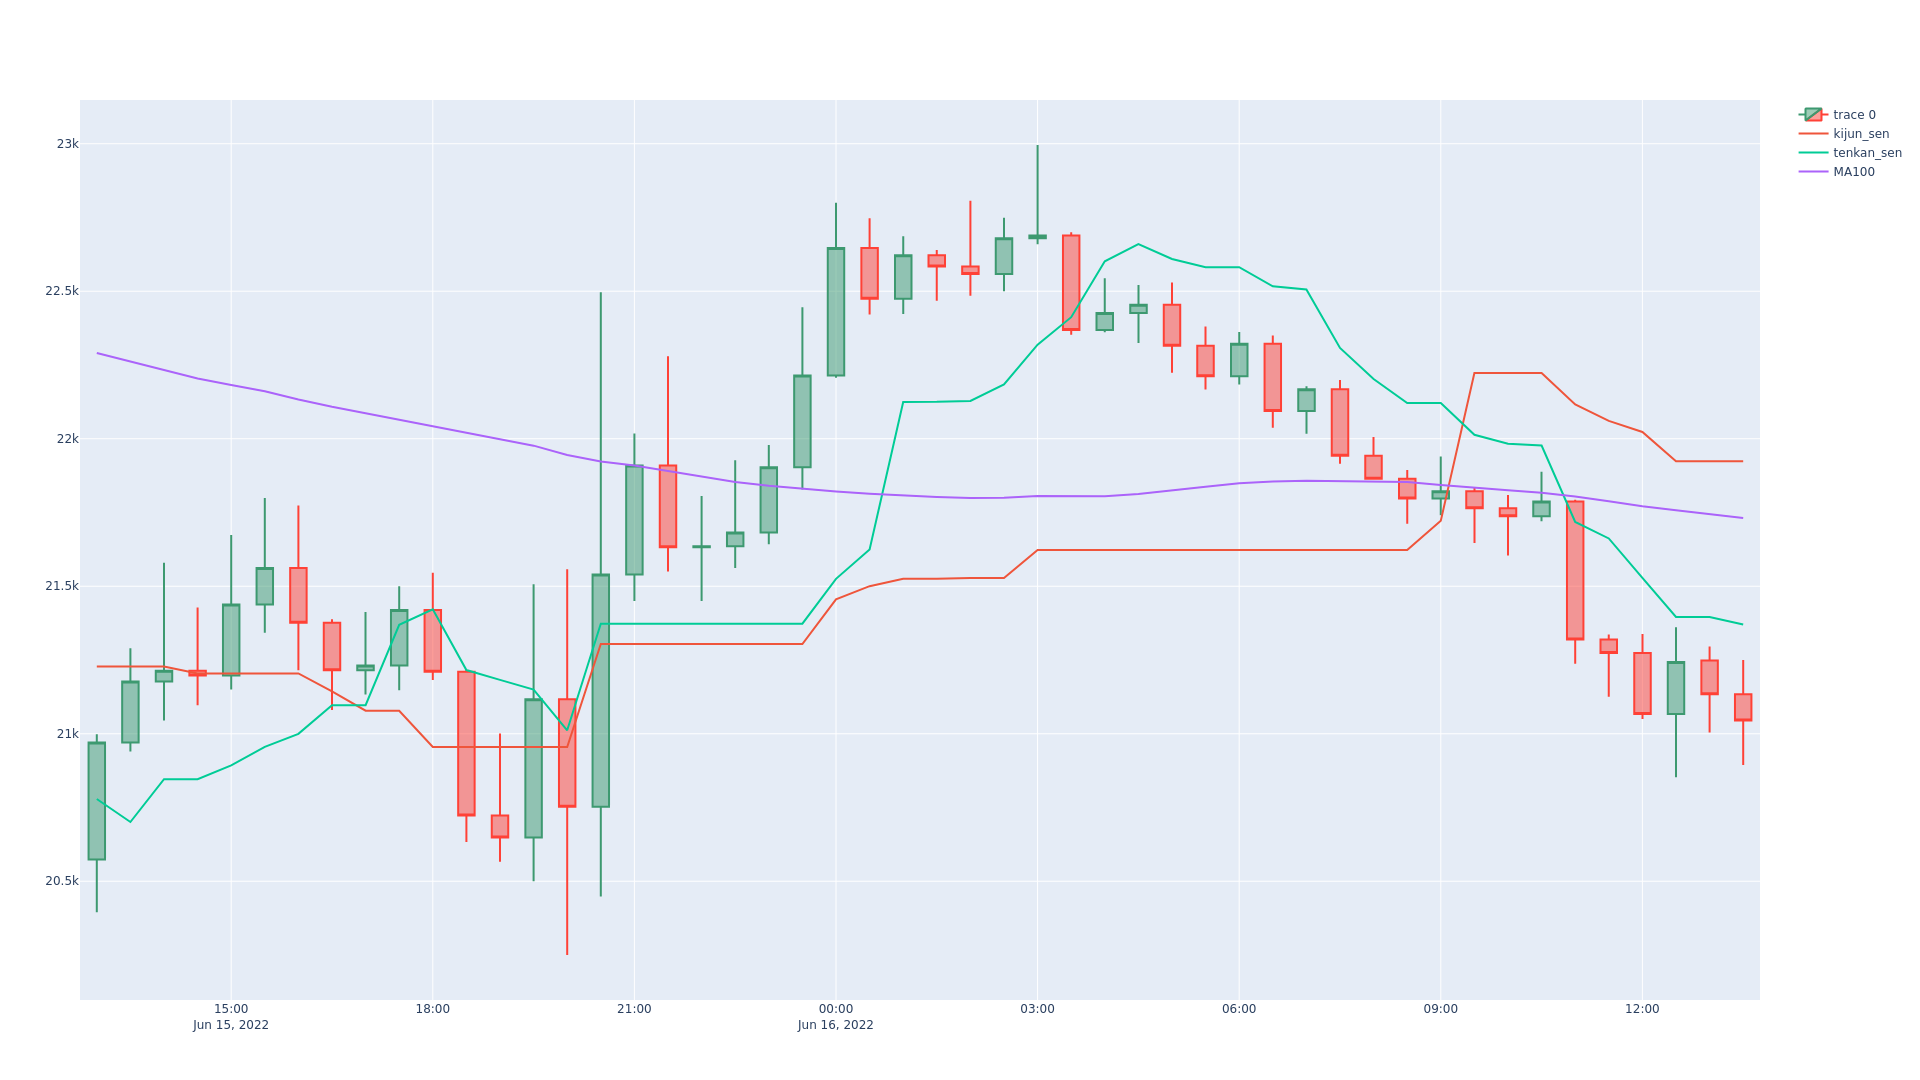 23k
22.5k
22k
21.5k
21k
20.5k
15:00
Jun 15, 2022
18:00
21:00
00:00
Jun 16, 2022
03:00
06:00
09:00
12:00
trace 0
kijun_sen
tenkan_sen
MA100